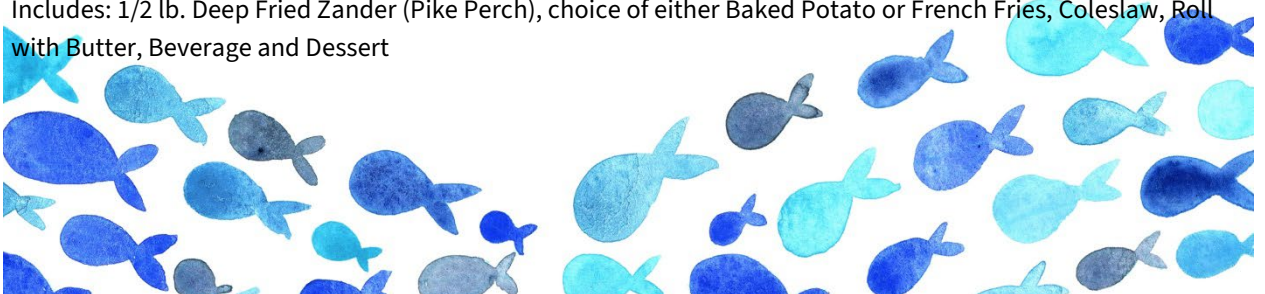 Includes: 1/2 lb. Deep Fried Zander (Pike Perch), choice of either Baked Potato or French Fries, Coleslaw, Roll
with Butter, Beverage and Dessert